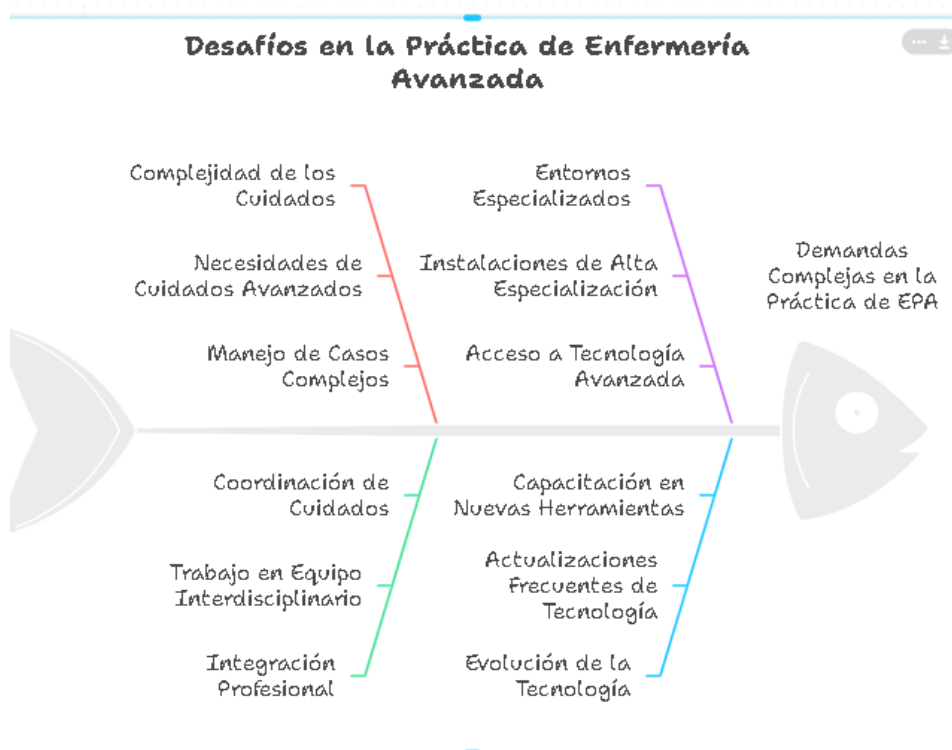 Desafíos en la Práctica de Enfermería
Avanzada
Complejidad de los
Cuidados
Necesidades de
Cuidados Avanzados
Manejo de Casos
Complejos
Entornos
Especializados
Instalaciones de Alta
Especialización
Acceso a Tecnología
Avanzada
Demandas
Complejas en la
Práctica de EPA
Coordinación de
Cuidados
Trabajo en Equipo
Interdisciplinario
Integración
Profesional
Capacitación en
Nuevas Herramientas
Actualizaciones
Frecuentes de
Tecnología
Evolución de la
Tecnología